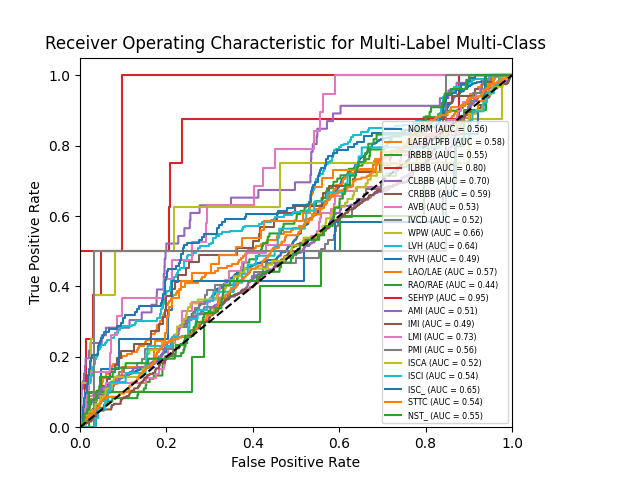 Receiver Operating Characteristic for Multi-Label Multi-Class
True Positive Rate
1.0
0.8
0.6
0.4
0.2
0.0
NORM (AUC = 0.56)
LAFB/LPFB (AUC = 0.58)
IRBBB (AUC = 0.55)
ILBBB (AUC = 0.80)
CLBBB (AUC = 0.70)
CRBBB (AUC = 0.59)
AVB (AUC = 0.53)
IVCD (AUC = 0.52)
WPW (AUC = 0.66)
LVH (AUC = 0.64)
RVH (AUC = 0.49)
LAO/LAE (AUC = 0.57)
RAO/RAE (AUC = 0.44)
SEHYP (AUC = 0.95)
AMI (AUC = 0.51)
IMI (AUC = 0.49)
LMI (AUC = 0.73)
PMI (AUC = 0.56)
ISCA (AUC = 0.52)
ISCI (AUC = 0.54)
ISC_ (AUC = 0.65)
STTC (AUC = 0.54)
NST_ (AUC = 0.55)
0.0 0.2 0.4 0.6 0.8 1.0
False Positive Rate